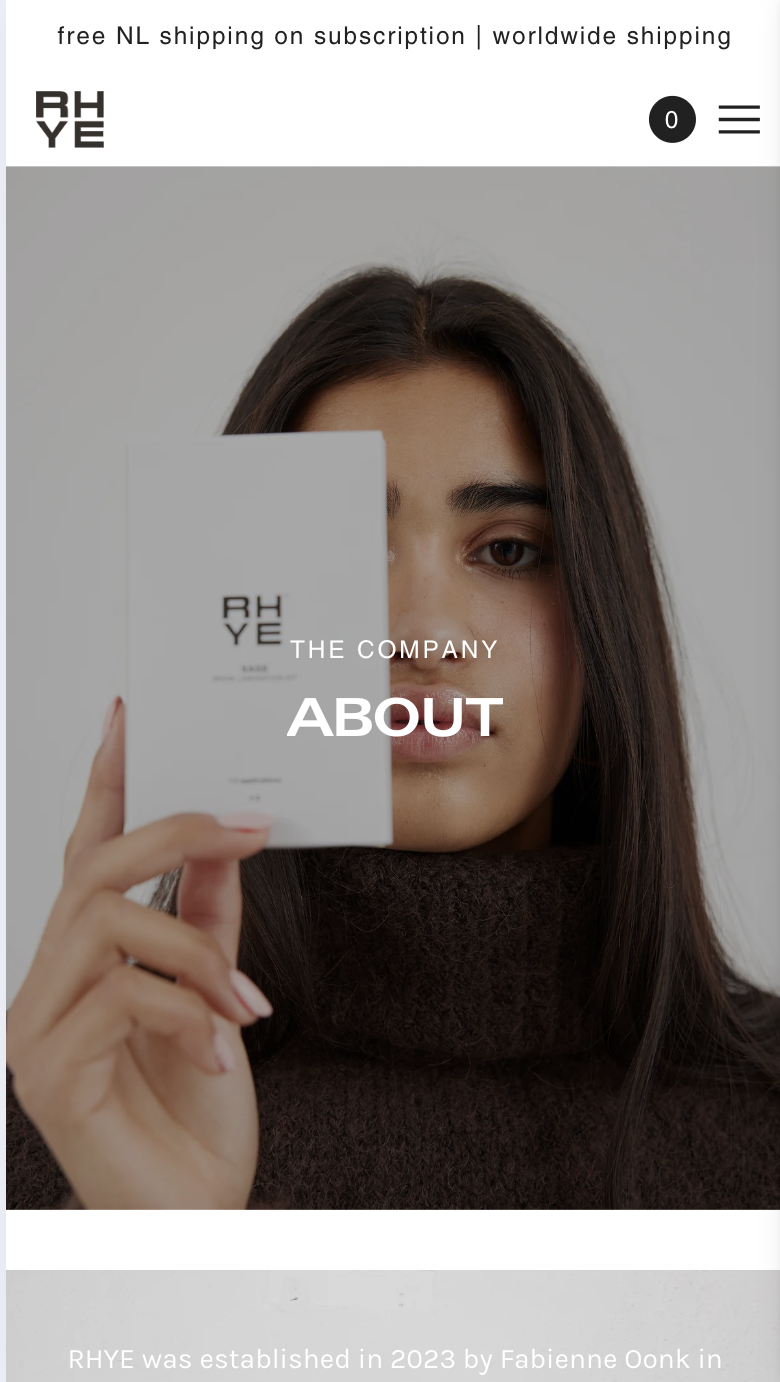 free NL shipping on subscription | worldwide shipping
RH
YE
0
RH
YE
THE COMPANY
SAGE
ABOUT
RHYE was established in 2023 by Fabienne Oonk in